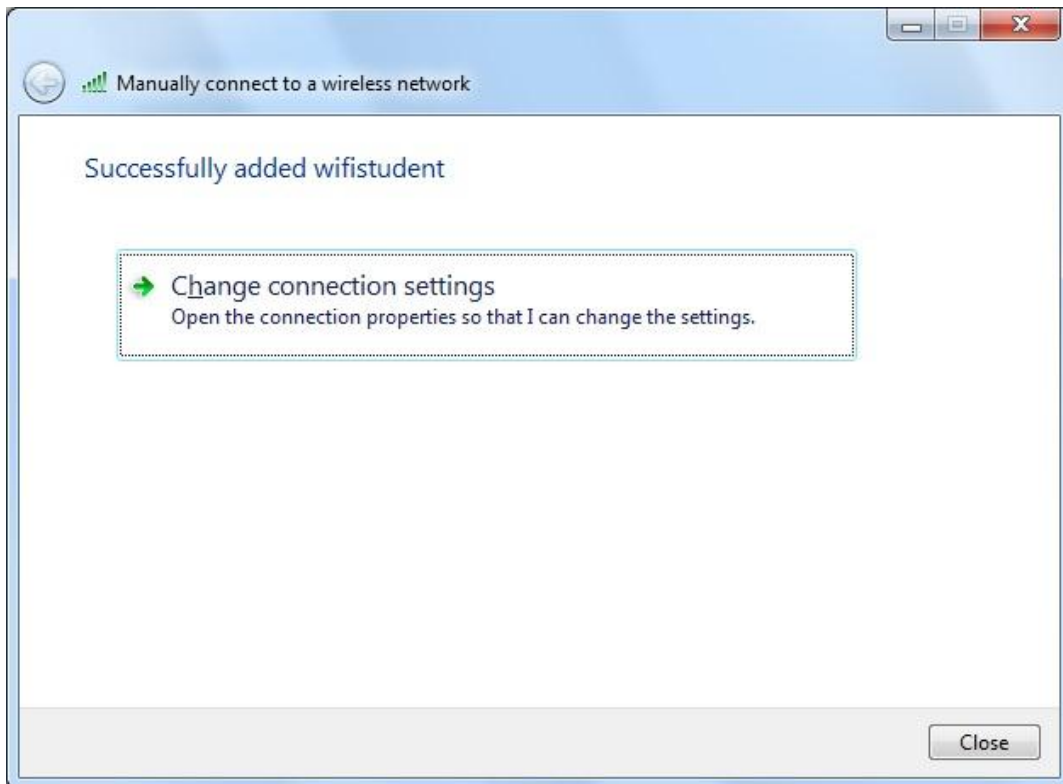 Manually connect to a wireless network
Successfully added wifistudent
Change connection settings
Open the connection properties so that I can change the settings.
Close